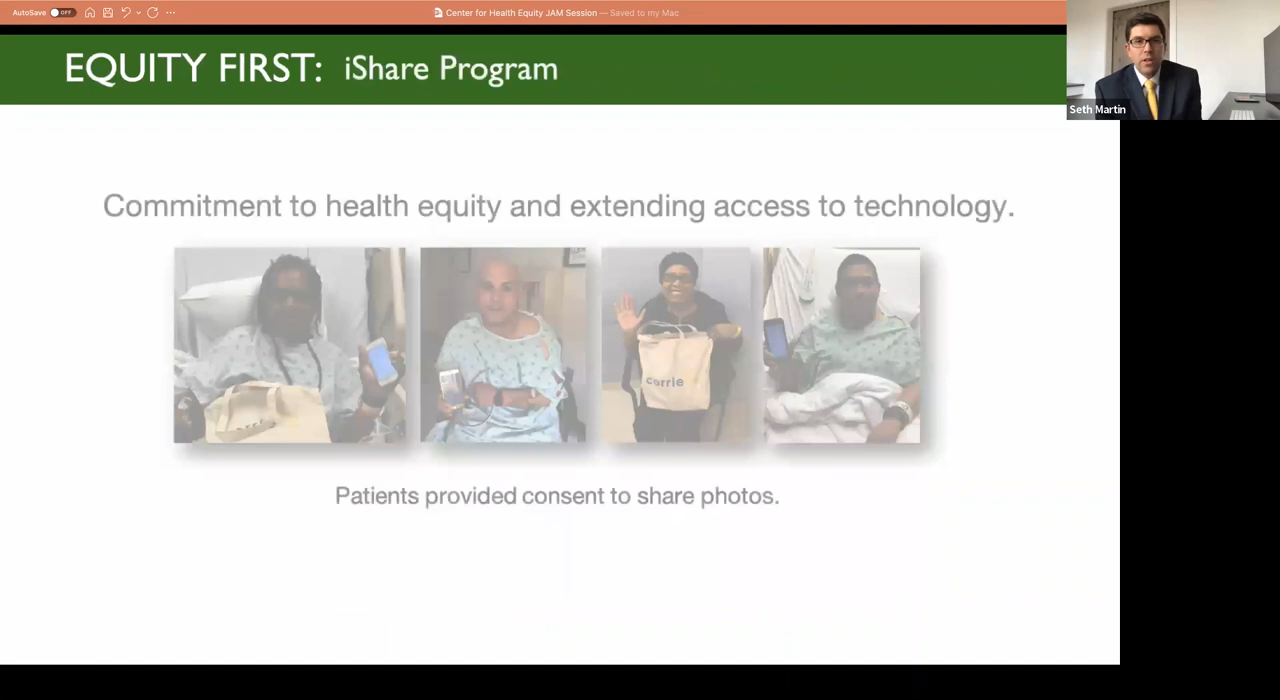 AutoSave OFF
Center for Health Equity JAM Session — Saved to my Mac
EQUITY FIRST: iShare Program
Seth Martin
Commitment to health equity and extending access to technology.
corrie
Patients provided consent to share photos.